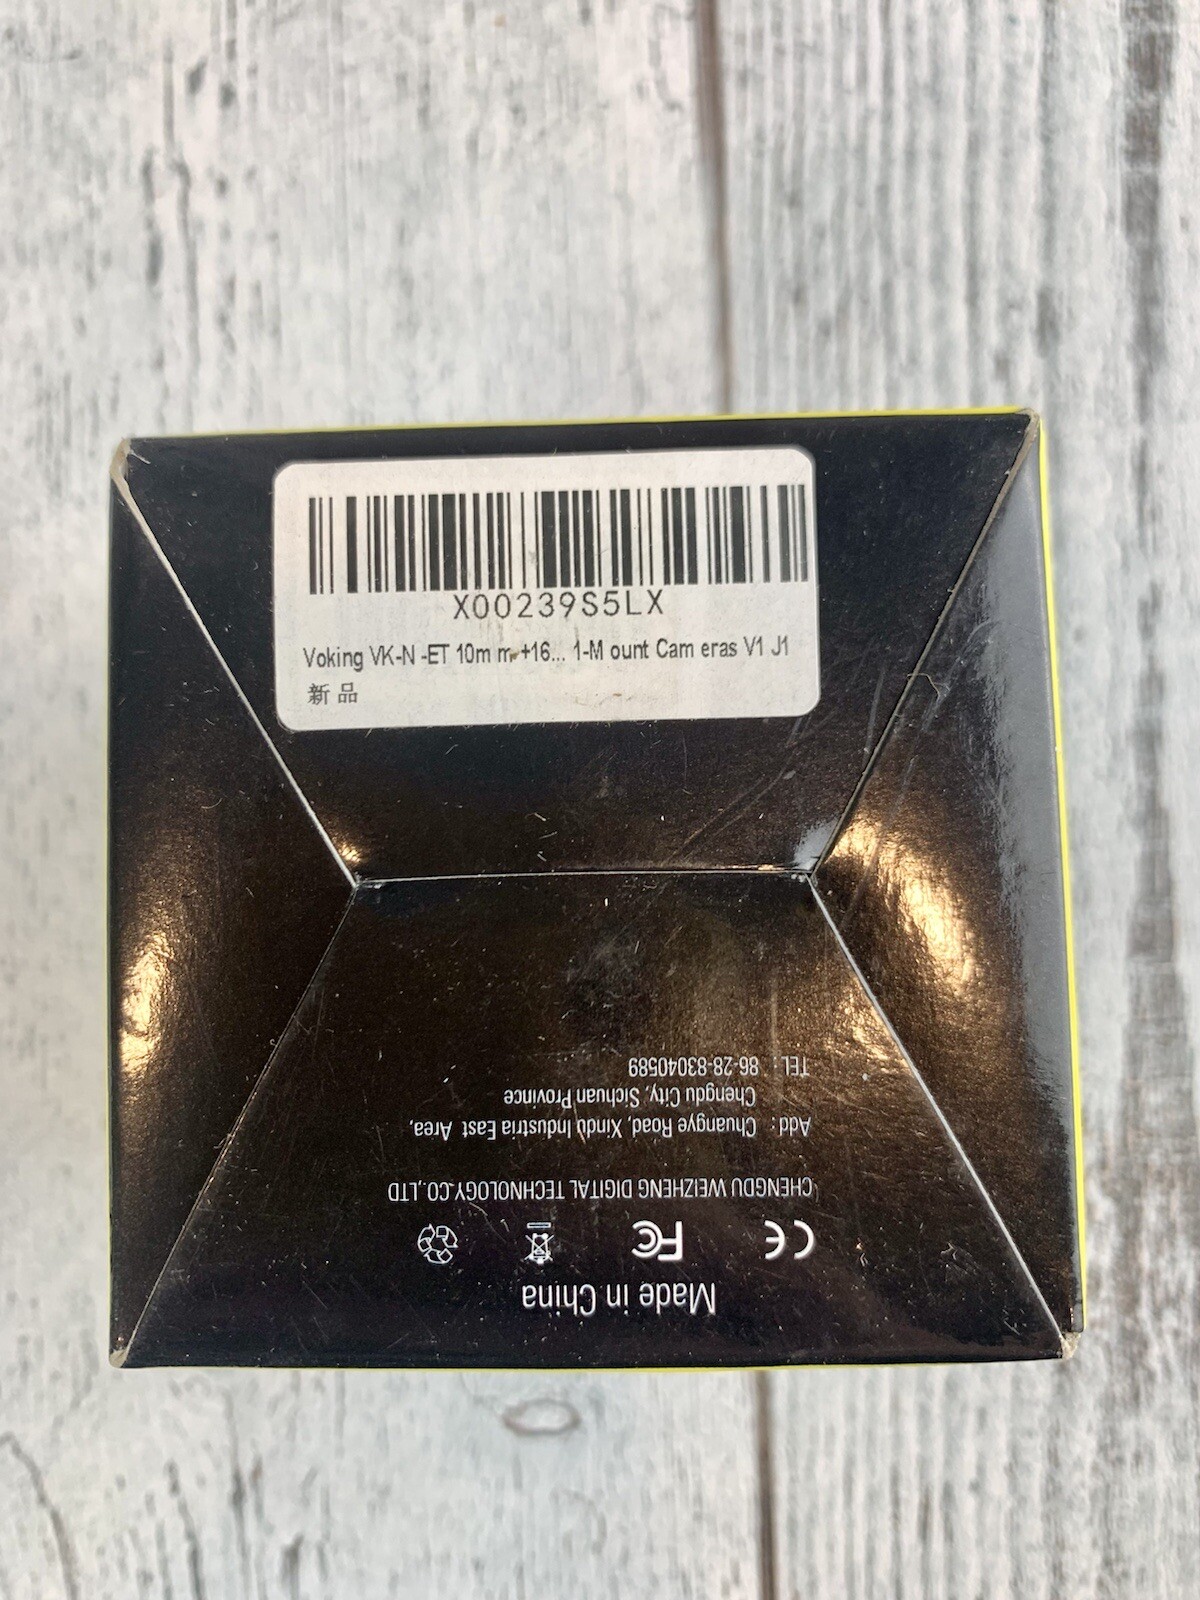 X00239S5LX
Voking VK-N -ET 10m m +16... 1-M ount Cam eras V1 J1
新品
Made in China
CE FC
CHENGDU WEIZHENG DIGITAL TECHNOLOGY.CO.,LTD
Add: Chuangye Road, Xindu Industria East Area,
Chengdu City, Sichuan Province
TEL: 86-28-83040589